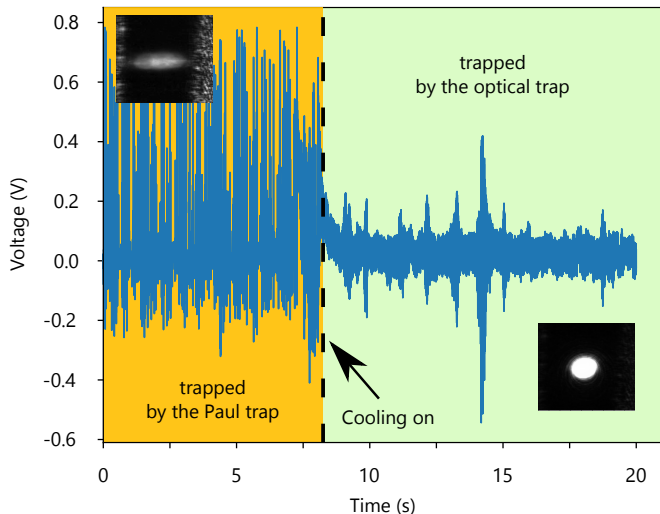 0.8
0.6
0.4
0.2
0.0
-0.2
-0.4
-0.6
Voltage (V)
trapped
by the optical trap
trapped
by the Paul trap
Cooling on
0
5
10
15
20
Time (s)